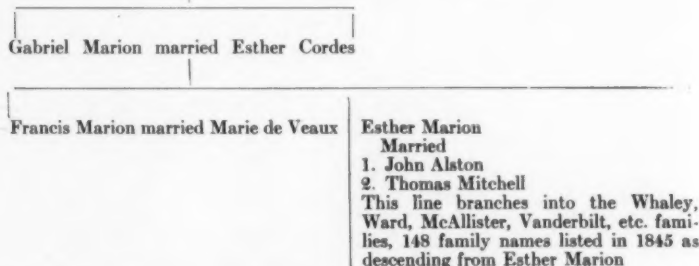 Gabriel Marion married Esther Cordes
Francis Marion married Marie de Veaux
Esther Marion
Married
1. John Alston
2. Thomas Mitchell
This line branches into the Whaley,
Ward, McAllister, Vanderbilt, etc. fami-
lies, 148 family names listed in 1845 as
descending from Esther Marion